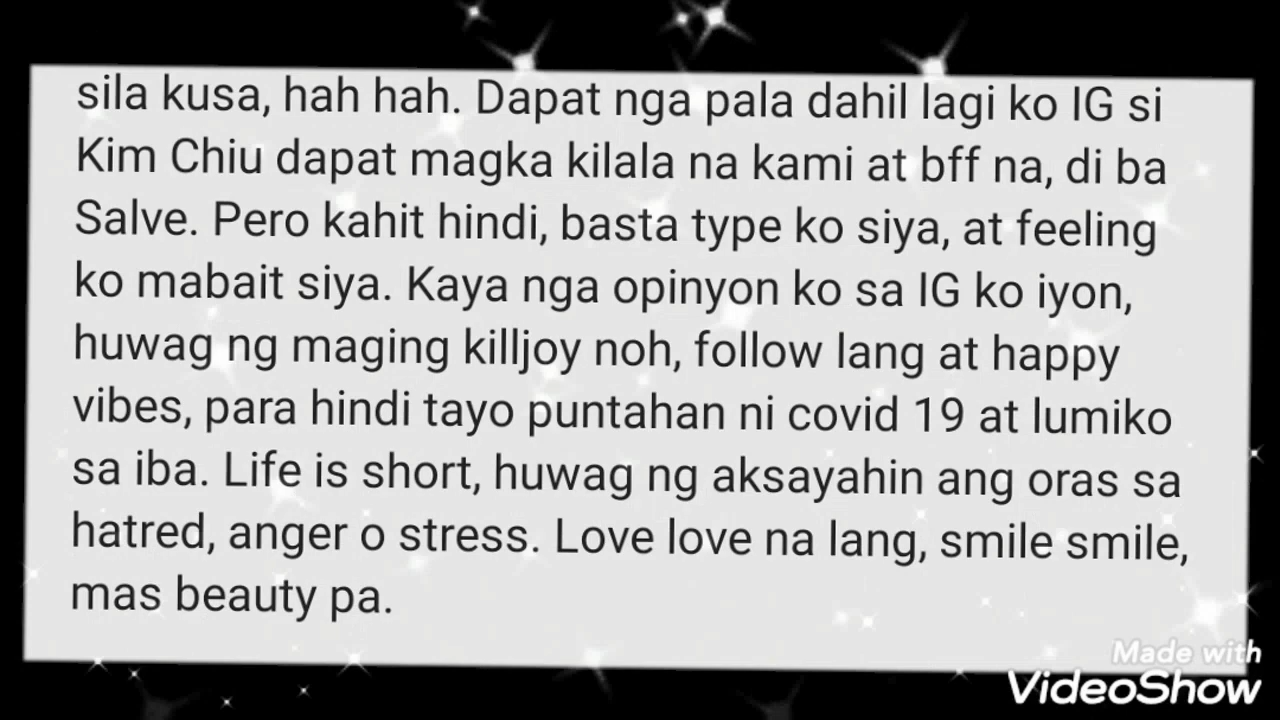 sila kusa, hah hah. Dapat nga pala dahil lagi ko IG si
Kim Chiu dapat magka kilala na kami at bff na, di ba
Salve. Pero kahit hindi, basta type ko siya, at feeling
ko mabait siya. Kaya nga opinyon ko sa IG ko iyon,
huwag ng maging killjoy noh, follow lang at happy
vibes, para hindi tayo puntahan ni covid 19 at lumiko
sa iba. Life is short, huwag ng aksayahin ang oras sa
hatred, anger o stress. Love love na lang, smile smile,
mas beauty pa.
Made with
VideoShow